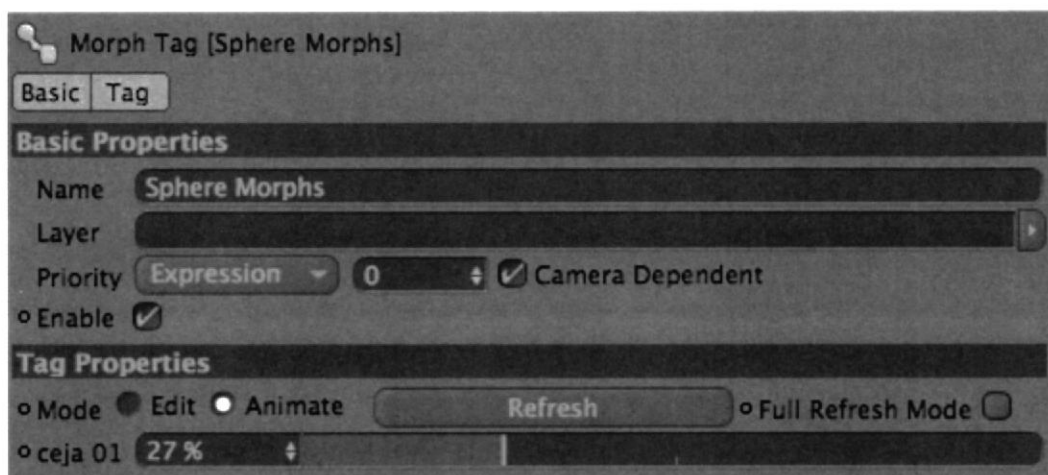 Morph Tag [Sphere Morphs]
Basic Tag
Basic Properties
Name Sphere Morphs
Layer
Priority Expression 0 Camera Dependent
Enable
Tag Properties
Mode Edit Animate Refresh Full Refresh Mode
ceja 01 27 %